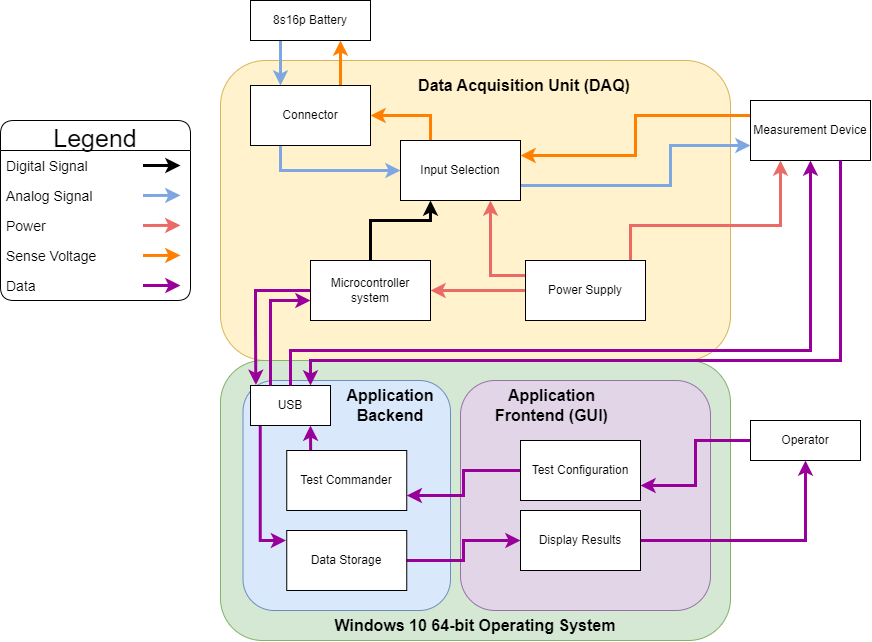 8s16p Battery
Data Acquisition Unit (DAQ)
Connector
Measurement Device
Legend
Digital Signal
Analog Signal
Power
Sense Voltage
Data
Input Selection
Microcontroller
system
Power Supply
USB
Application
Backend
Application
Frontend (GUI)
Test Commander
Test Configuration
Operator
Data Storage
Display Results
Windows 10 64-bit Operating System